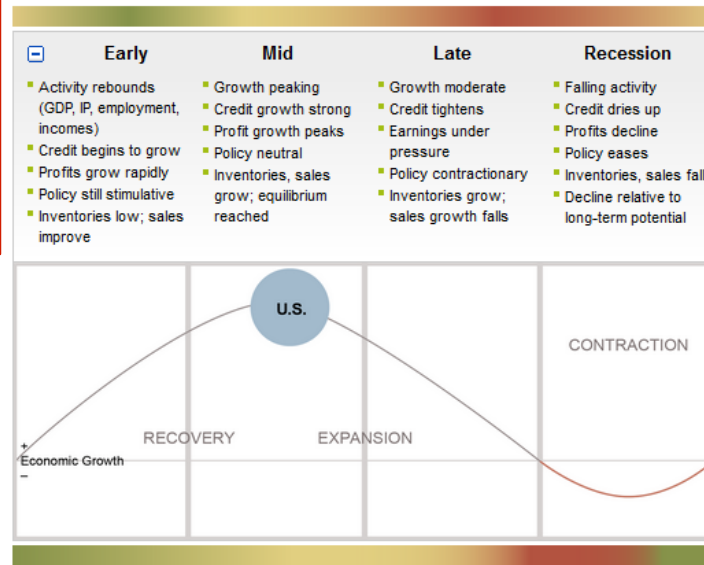 Early
Activity rebounds
(GDP, IP, employment,
incomes)
Credit begins to grow
Profits grow rapidly
Policy still stimulative
Inventories low; sales
improve
Mid
Growth peaking
Credit growth strong
Profit growth peaks
Policy neutral
Inventories, sales
grow; equilibrium
reached
Late
Growth moderate
Credit tightens
Earnings under
pressure
Policy contractionary
Inventories grow;
sales growth falls
Recession
Falling activity
Credit dries up
Profits decline
Policy eases
Inventories, sales fall
Decline relative to
long-term potential
U.S.
CONTRACTION
RECOVERY
EXPANSION
+
Economic Growth
–